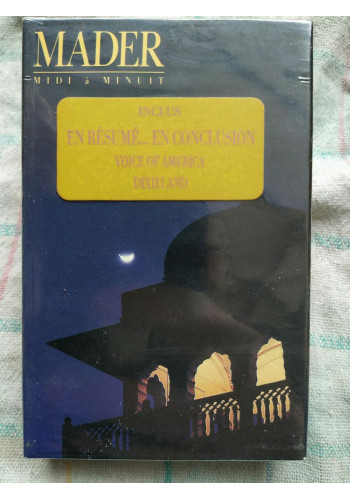 MADER
MIDI à MINUIT
INCLUS
EN RÉSUMÉ... EN CONCLUSION
VOICE OF AMERICA
DIXIELAND